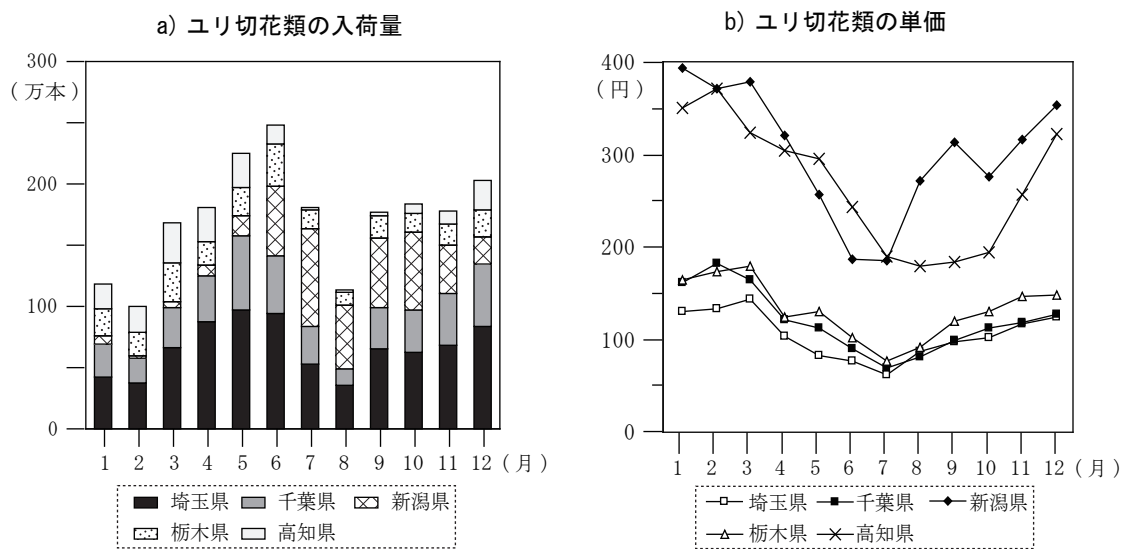 a) ユリ切花類の入荷量
300
(万本)
200
100
0
1 2 3 4 5 6 7 8 9 10 11 12 (月)
埼玉県 千葉県 新潟県
栃木県 高知県
b) ユリ切花類の単価
400
(円)
300
200
100
0
1 2 3 4 5 6 7 8 9 10 11 12 (月)
埼玉県 千葉県 新潟県
栃木県 高知県